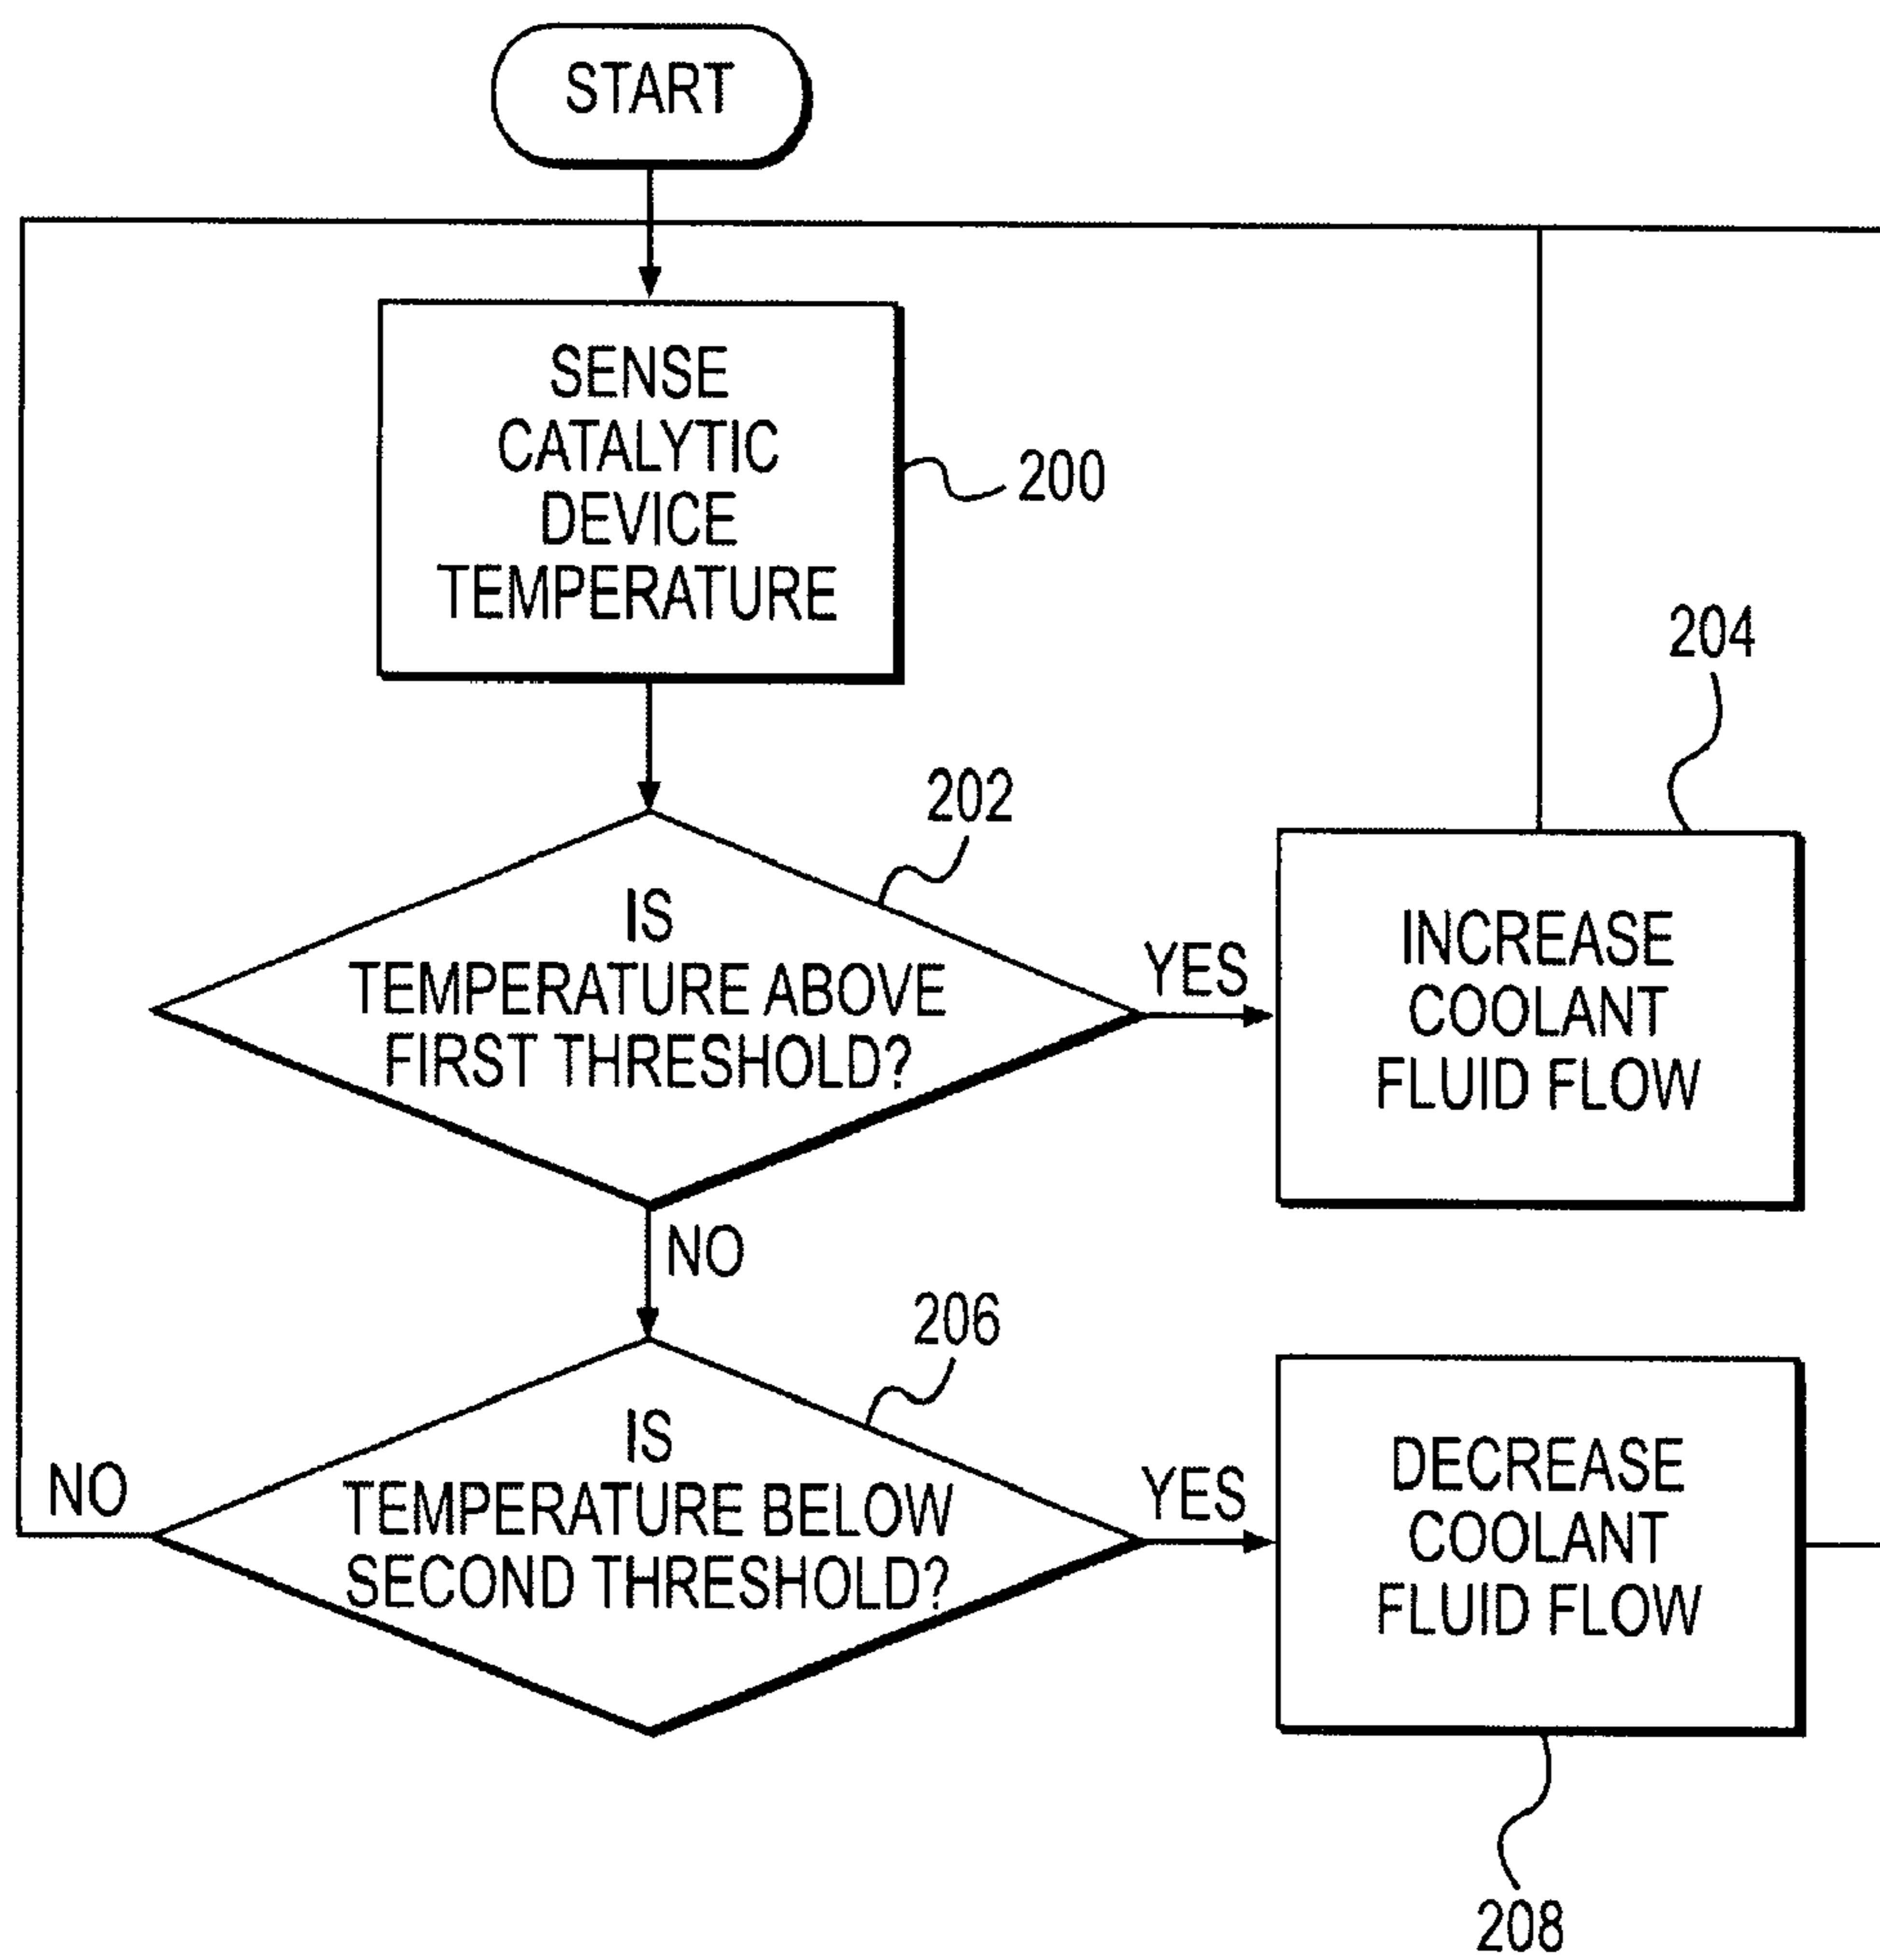 START
SENSE
CATALYTIC
DEVICE
TEMPERATURE
200
202
IS
TEMPERATURE ABOVE
FIRST THRESHOLD?
YES
204
INCREASE
COOLANT
FLUID FLOW
NO
206
IS
TEMPERATURE BELOW
SECOND THRESHOLD?
NO
YES
DECREASE
COOLANT
FLUID FLOW
208